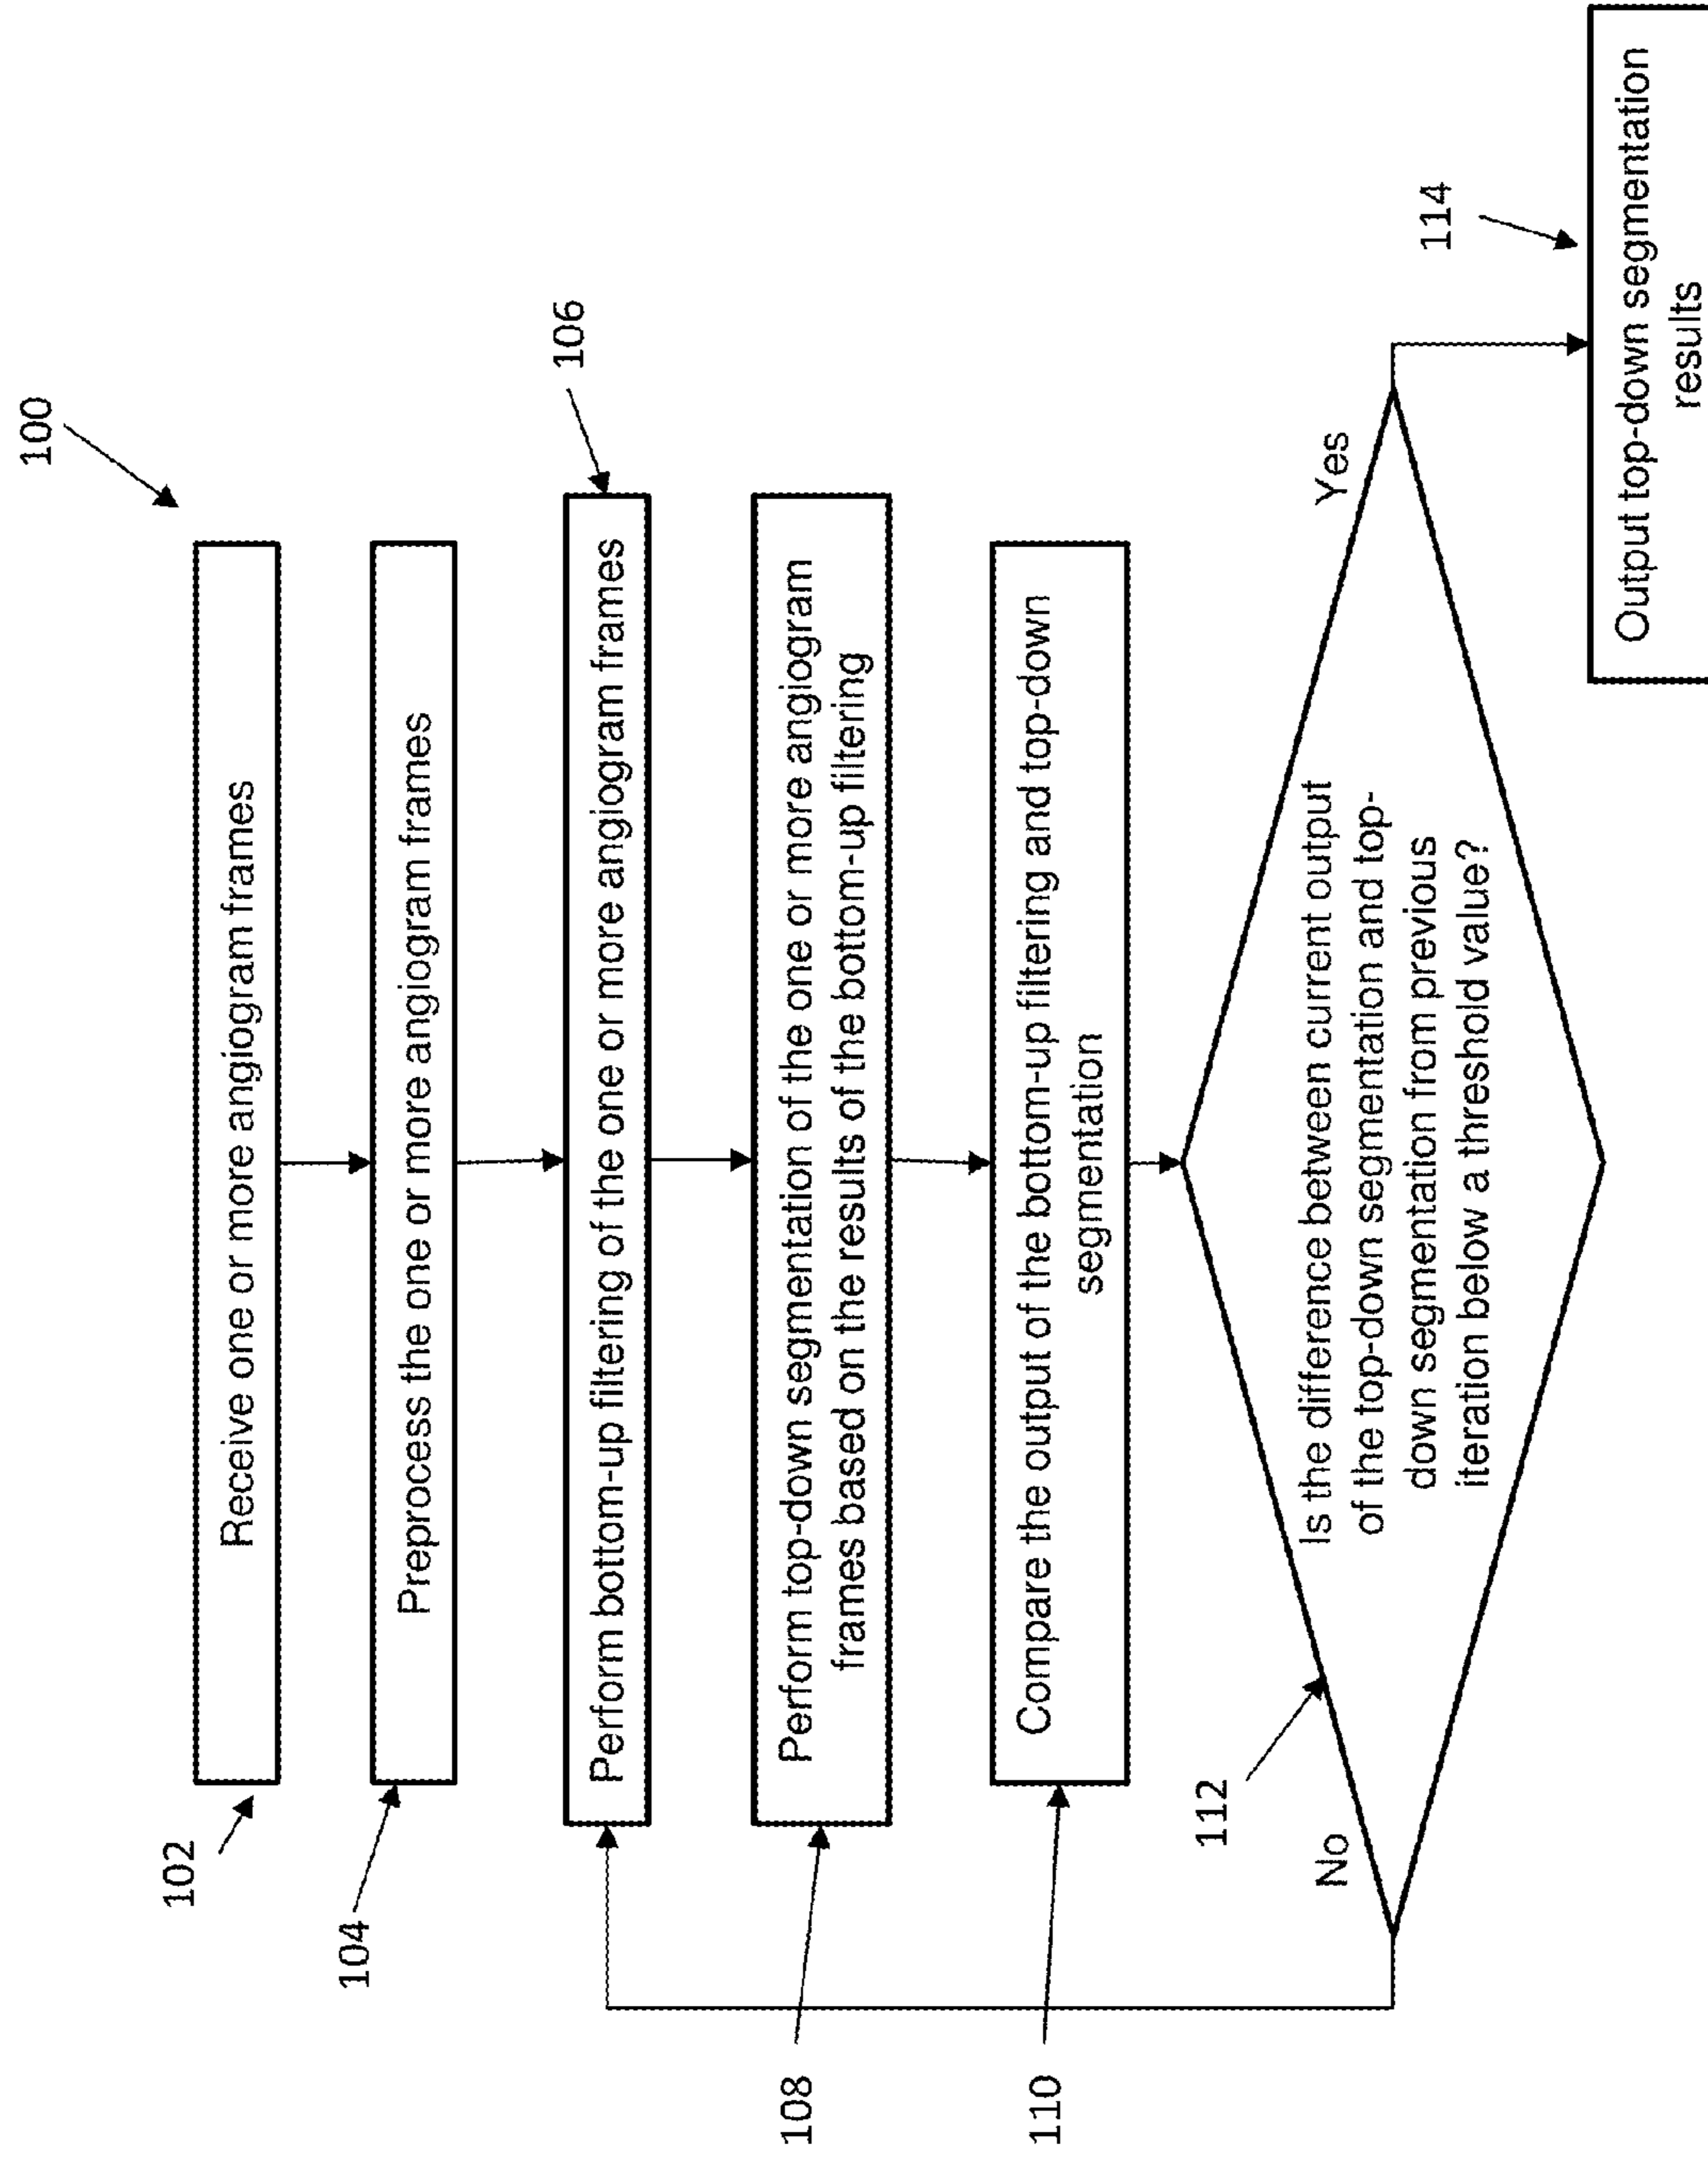 100
102
Receive one or more angiogram frames
104
Preprocess the one or more angiogram frames
106
Perform bottom-up filtering of the one or more angiogram frames
108
Perform top-down segmentation of the one or more angiogram
frames based on the results of the bottom-up filtering
110
Compare the output of the bottom-up filtering and top-down
segmentation
112
No
Is the difference between current output
of the top-down segmentation and top-
down segmentation from previous
iteration below a threshold value?
Yes
114
Output top-down segmentation
results